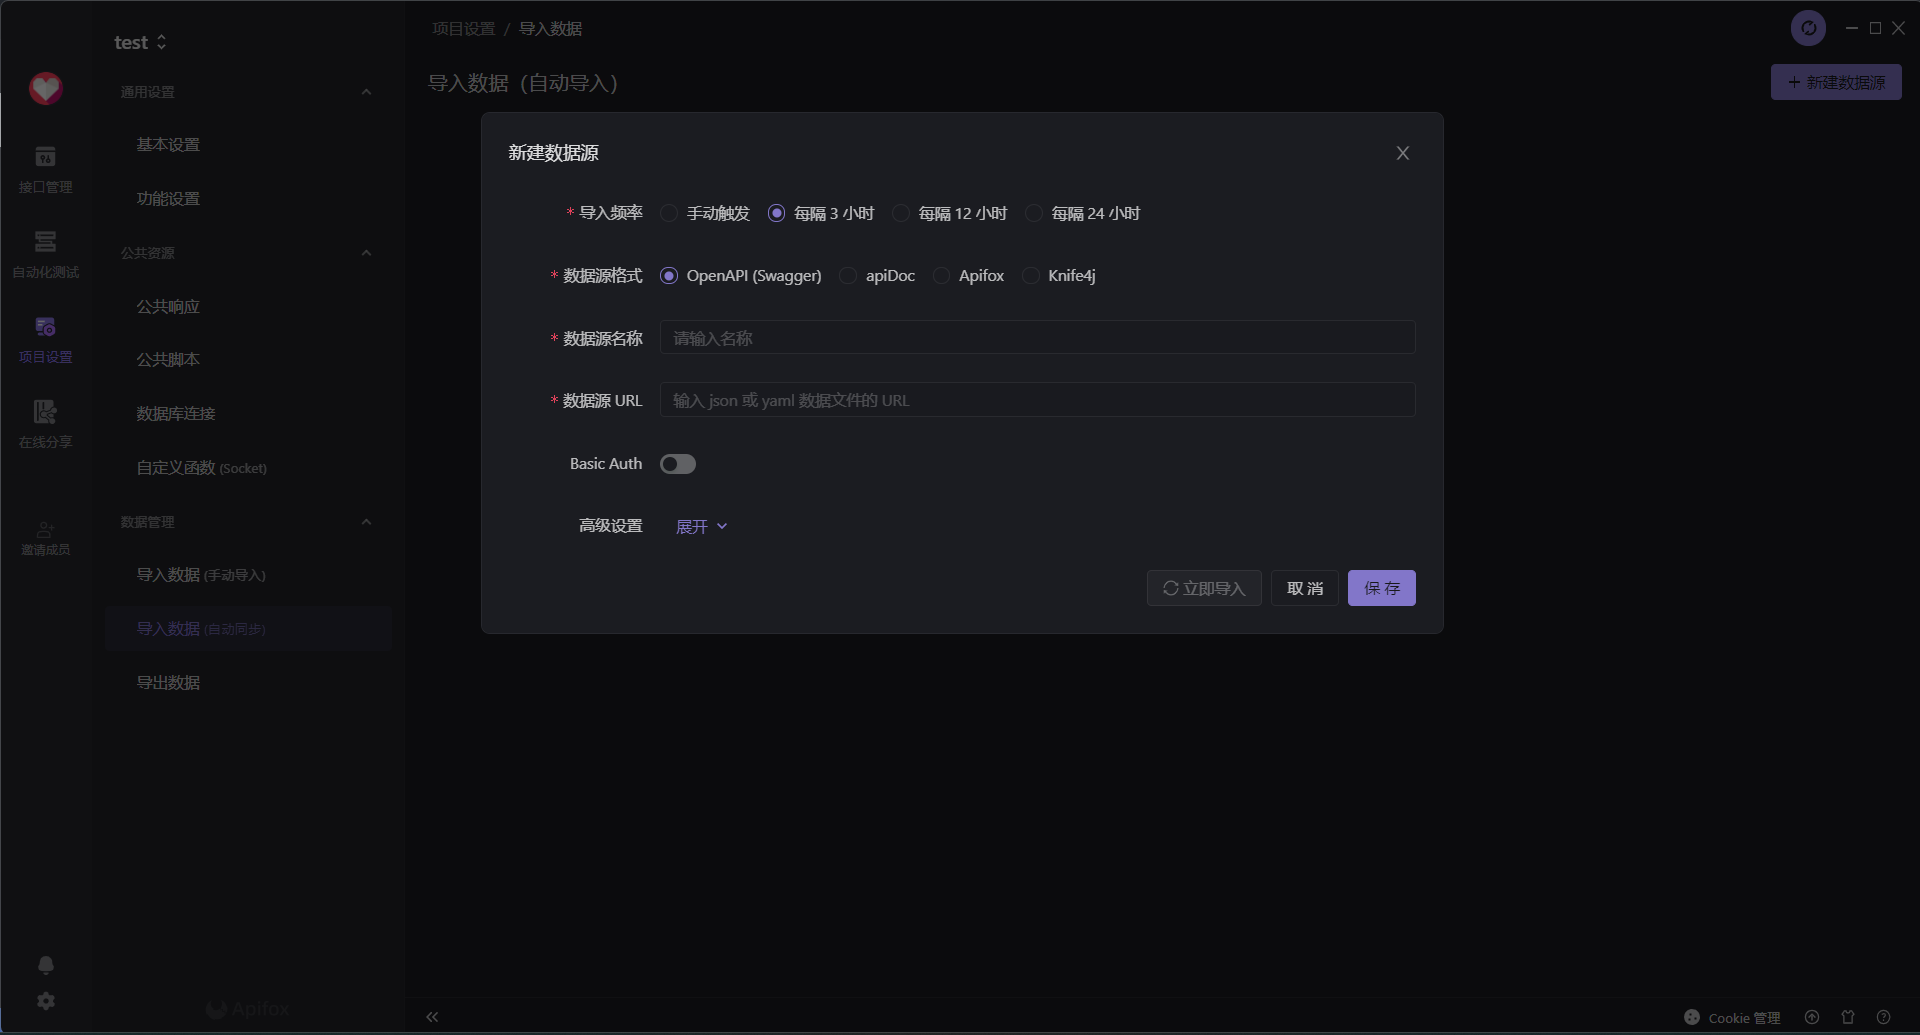 test
项目设置 / 导入数据
导入数据（自动导入）
+ 新建数据源
接口管理
自动化测试
项目设置
在线分享
邀请成员
通用设置
基本设置
功能设置
公共资源
公共响应
公共脚本
数据库连接
自定义函数 (Socket)
数据管理
导入数据 (手动导入)
导入数据 (自动同步)
导出数据
Apifox
新建数据源
* 导入频率 手动触发 每隔 3 小时 每隔 12 小时 每隔 24 小时
* 数据源格式 OpenAPI (Swagger) apiDoc Apifox Knife4j
* 数据源名称 请输入名称
* 数据源 URL 输入 json 或 yaml 数据文件的 URL
Basic Auth
高级设置 展开
立即导入 取 消 保 存
Cookie 管理